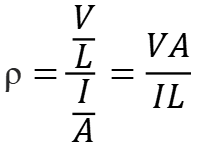 ρ = (V/L)/(I/A) = VA/IL